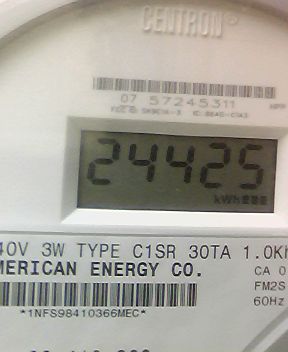 CENTRON®
07 57245311
24425
kWh
40V 3W TYPE C1SR 30TA 1.0Kh
MERICAN ENERGY CO.
CA 0
FM2S
60Hz
*1NFS98410366MEC*